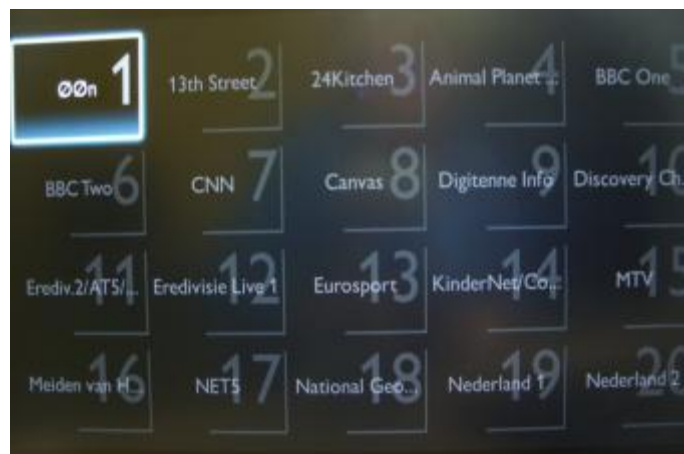 ØØn 1
13th Street 2
24Kitchen 3
Animal Planet ... 4
BBC One 5
BBC Two 6
CNN 7
Canvas 8
Digitenne Info 9
Discovery Ch... 10
Erediv.2/AT5/... 11
Eredivisie Live 1 12
Eurosport 13
KinderNet/Co... 14
MTV 15
Meiden van H... 16
NET5 17
National Geo... 18
Nederland 1 19
Nederland 2 20